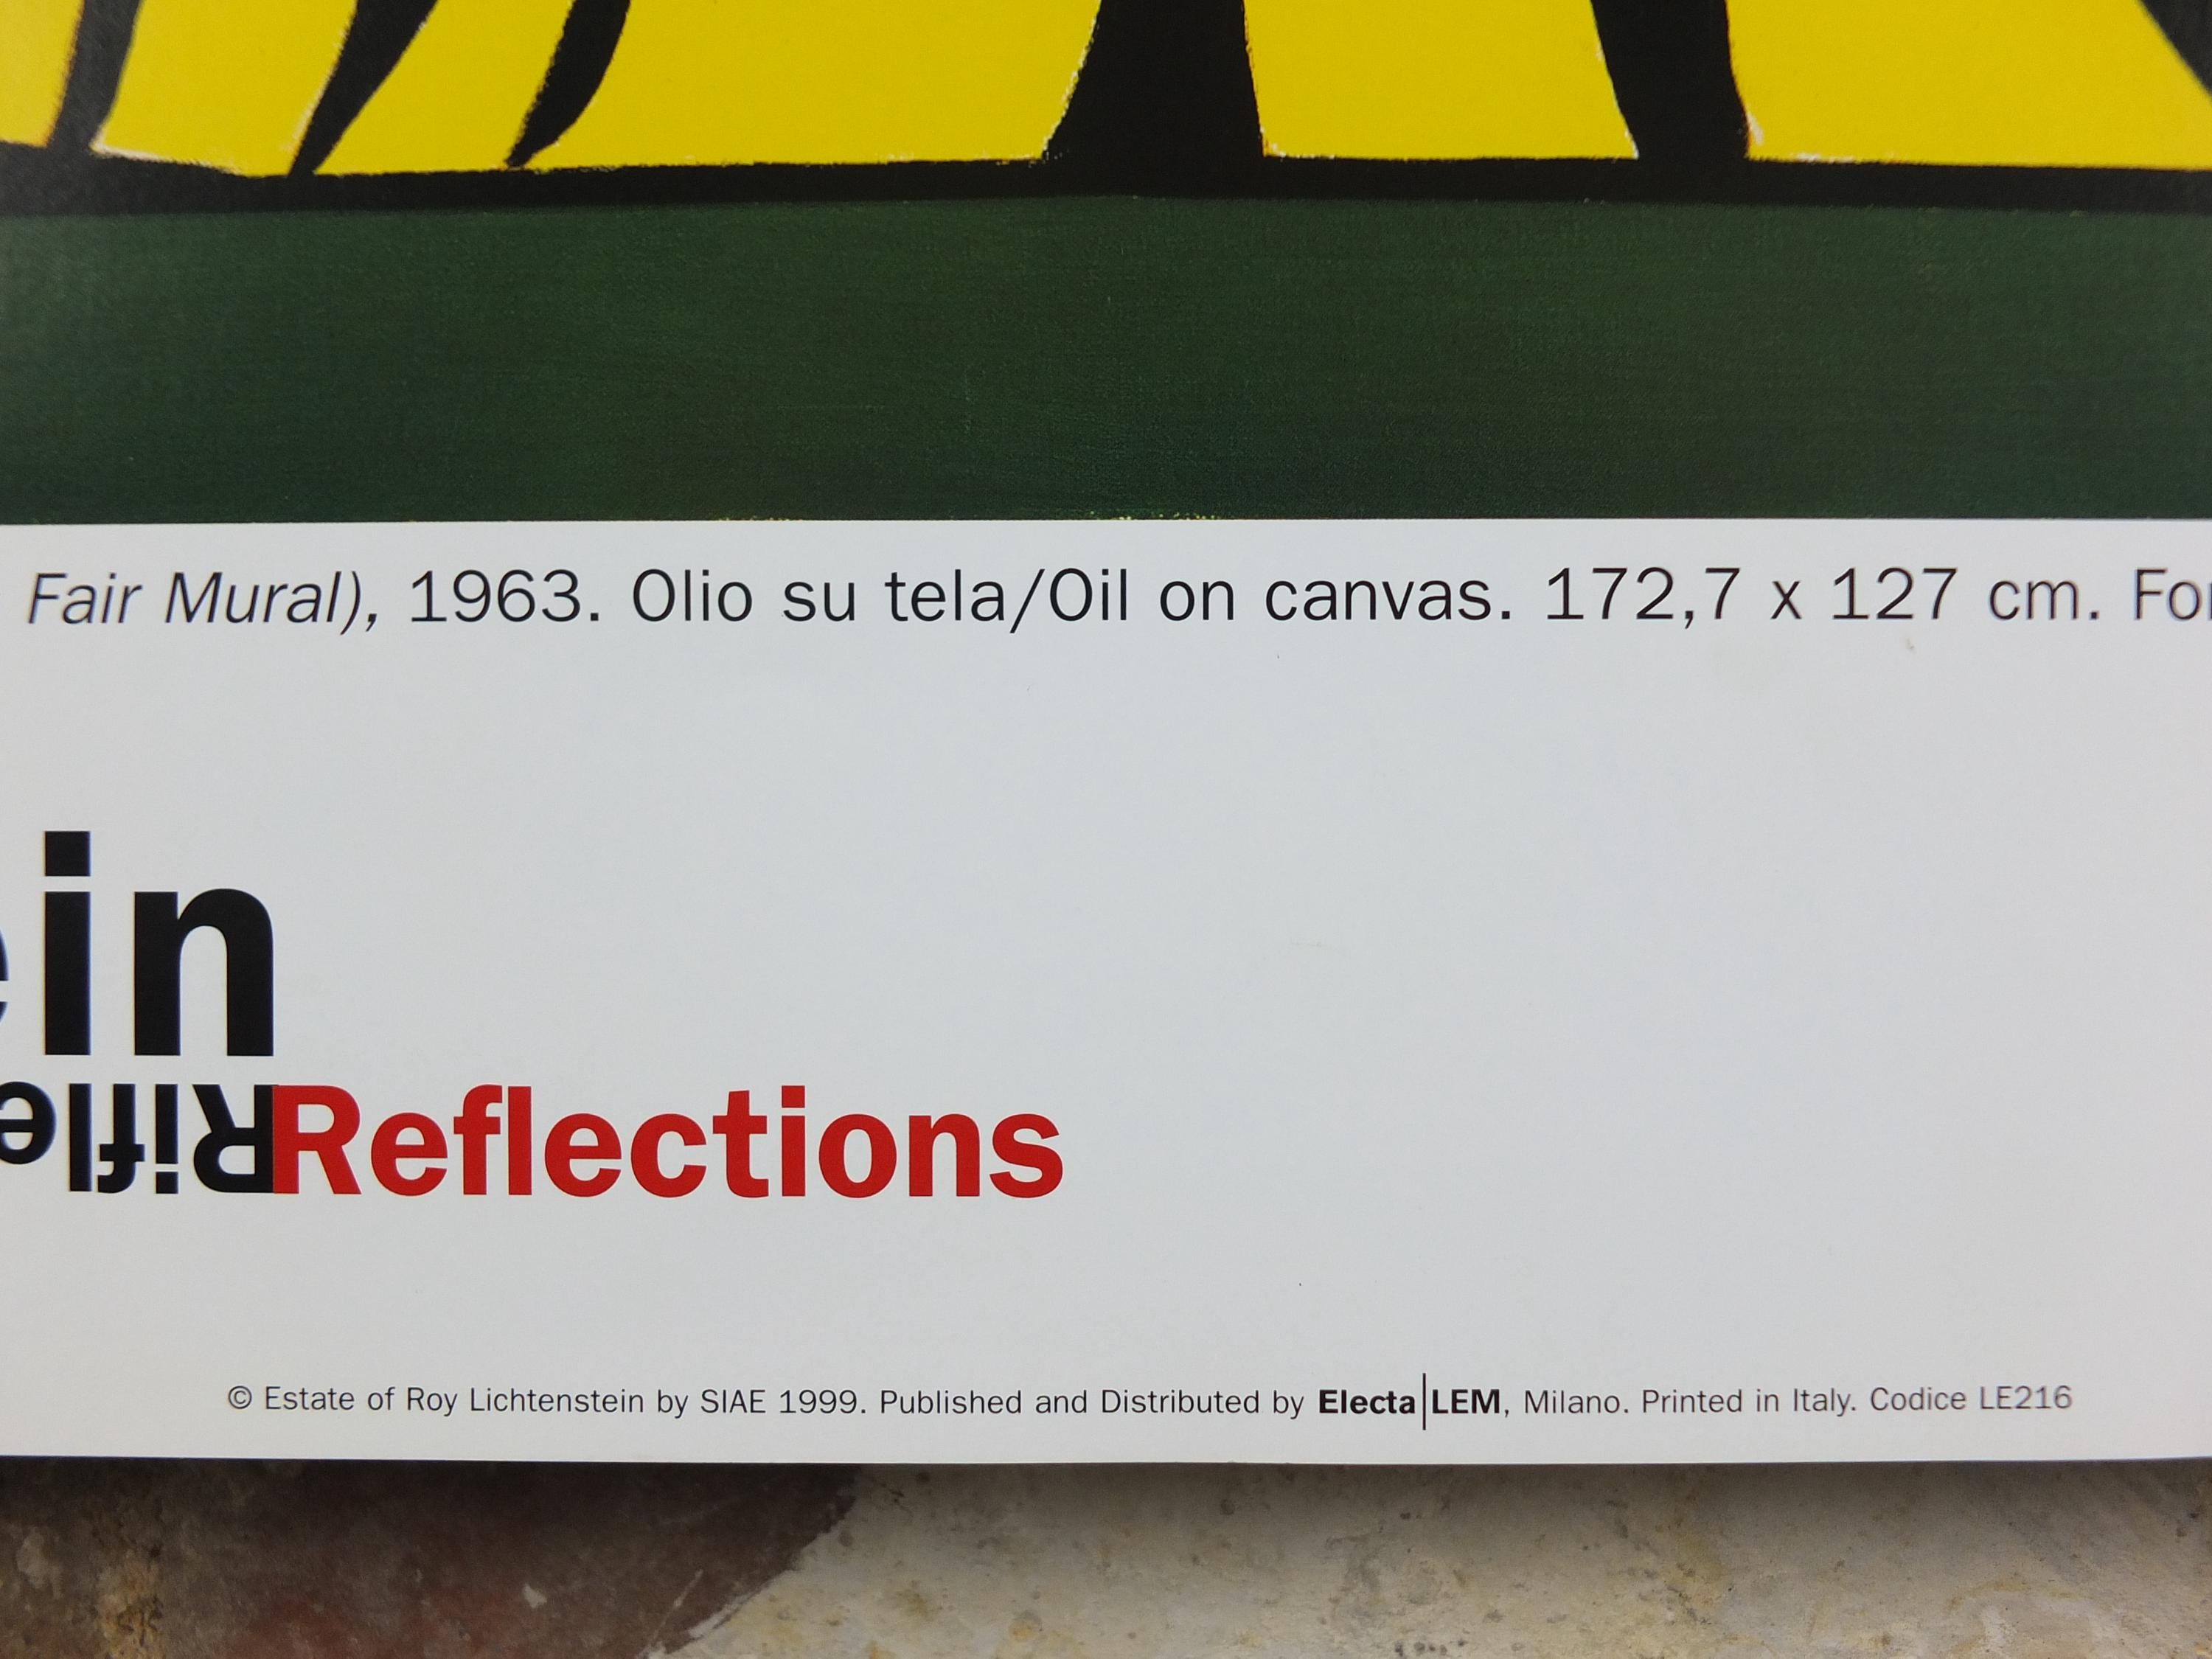 Fair Mural), 1963. Olio su tela/Oil on canvas. 172,7 x 127 cm.
ein
Rifle Reflections
© Estate of Roy Lichtenstein by SIAE 1999. Published and Distributed by Electa|LEM, Milano. Printed in Italy. Codice LE216